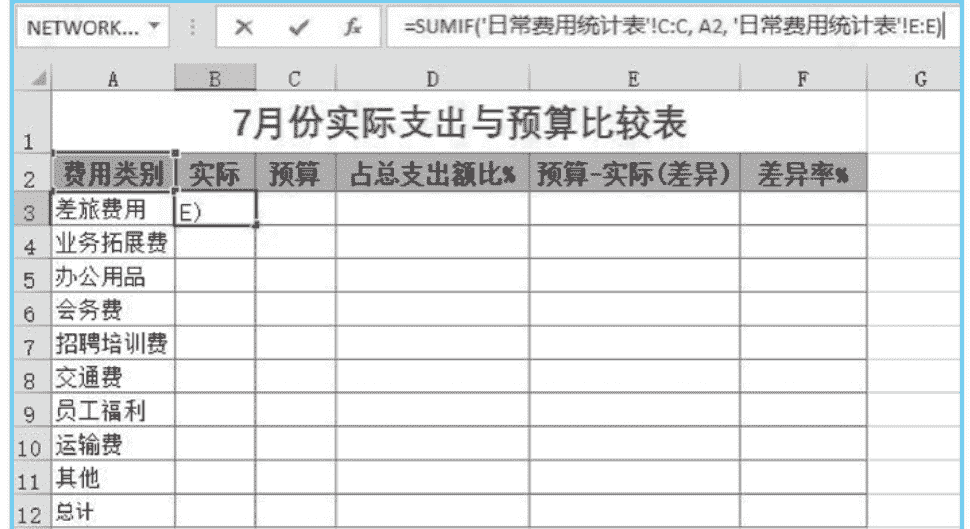 NETWORK... =SUMIF('日常费用统计表'!C:C, A2, '日常费用统计表'!E:E)
A B C D E F G
1 7月份实际支出与预算比较表
2 费用类别 实际 预算 占总支出额比% 预算-实际(差异) 差异率%
3 差旅费用 E)
4 业务拓展费
5 办公用品
6 会务费
7 招聘培训费
8 交通费
9 员工福利
10 运输费
11 其他
12 总计